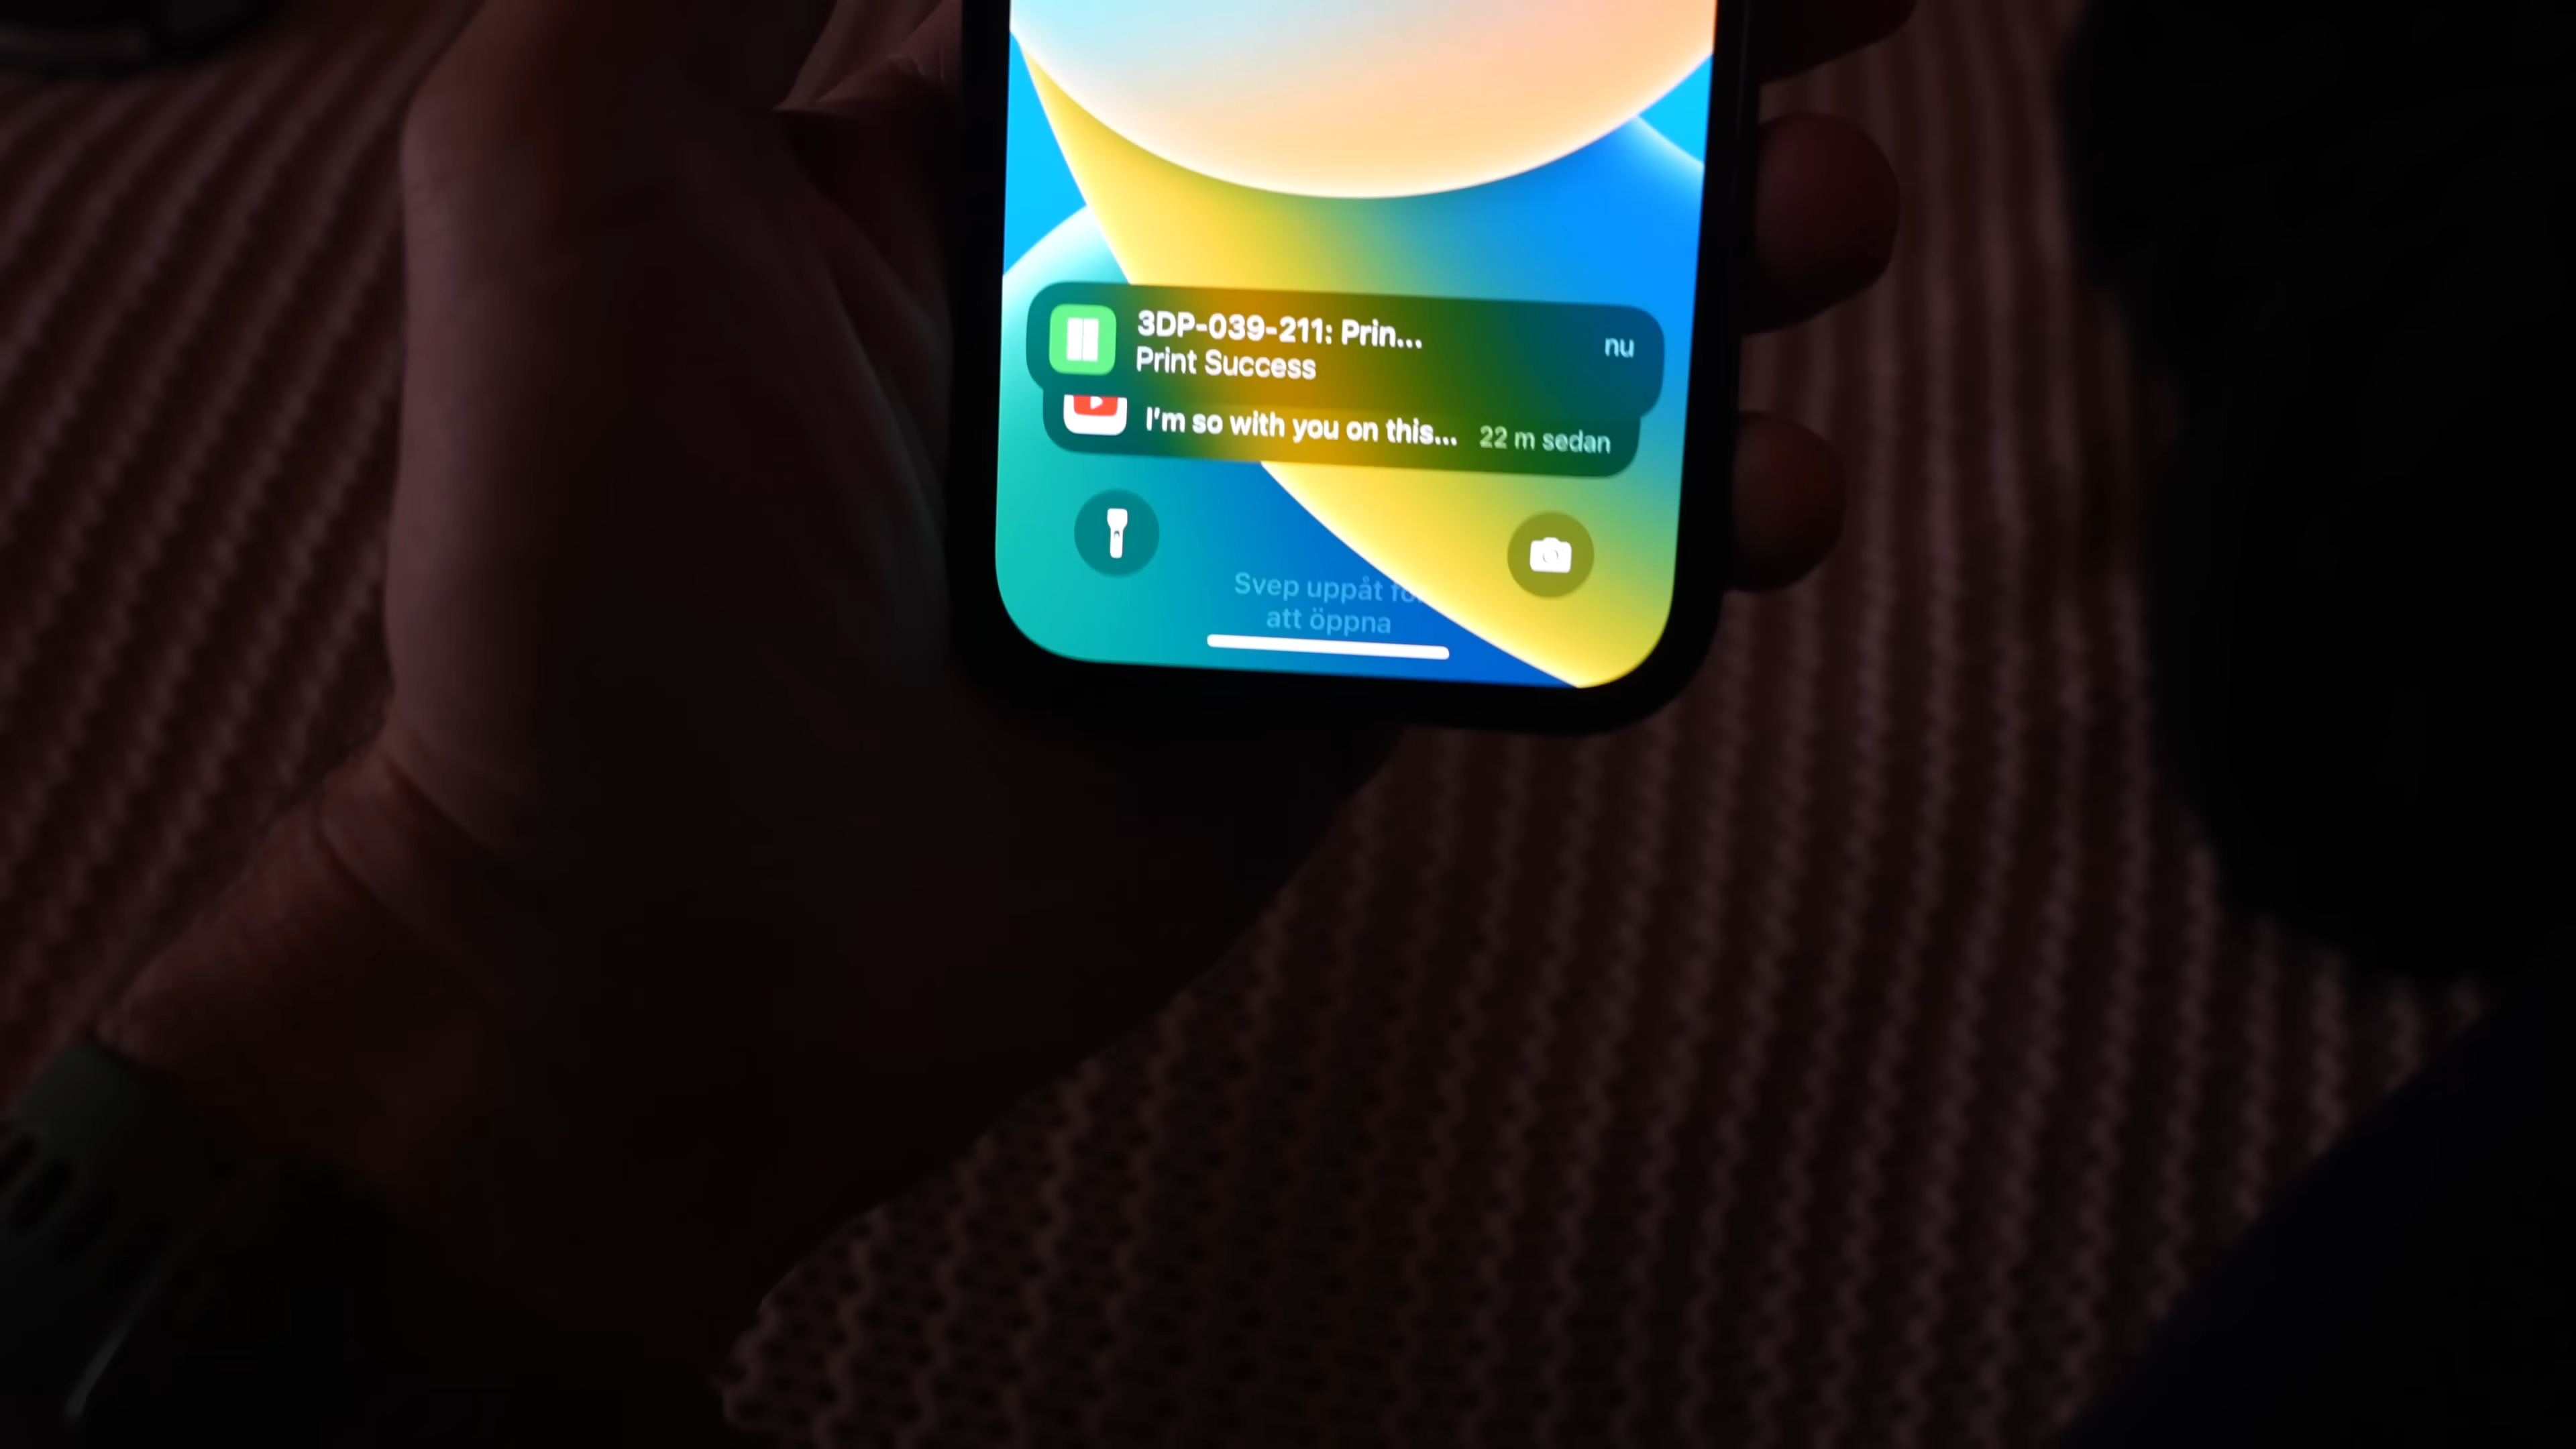 3DP-039-211: Prin...
nu
Print Success
I'm so with you on this...
22 m sedan
Svep uppåt
att öppna